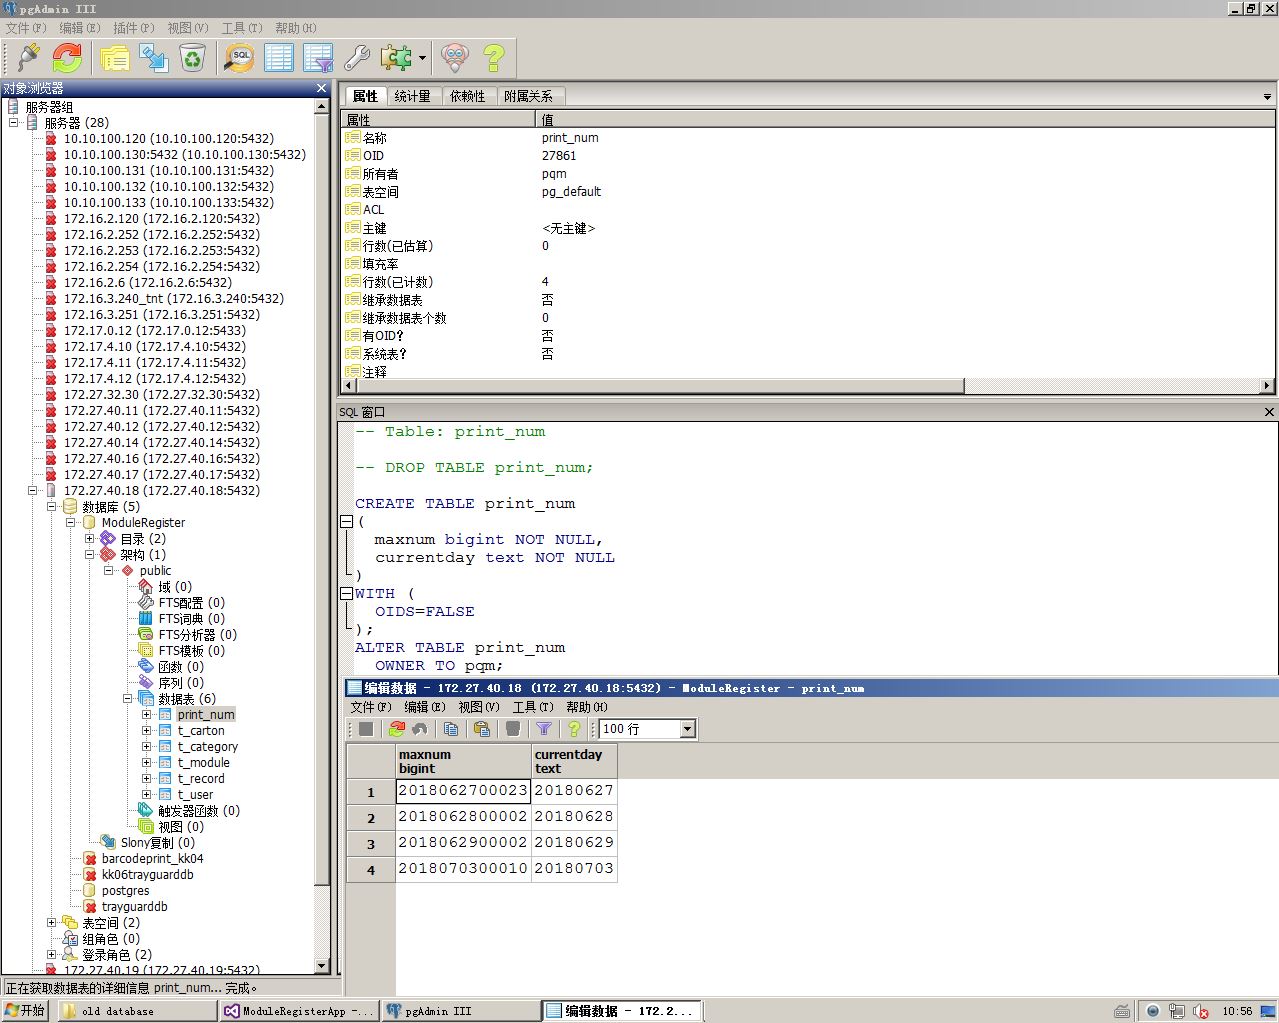 pgAdmin III
文件(F) 编辑(E) 插件(P) 视图(V) 工具(T) 帮助(H)
SQL
对象浏览器
服务器组
服务器 (28)
10.10.100.120 (10.10.100.120:5432)
10.10.100.130:5432 (10.10.100.130:5432)
10.10.100.131 (10.10.100.131:5432)
10.10.100.132 (10.10.100.132:5432)
10.10.100.133 (10.10.100.133:5432)
172.16.2.120 (172.16.2.120:5432)
172.16.2.252 (172.16.2.252:5432)
172.16.2.253 (172.16.2.253:5432)
172.16.2.254 (172.16.2.254:5432)
172.16.2.6 (172.16.2.6:5432)
172.16.3.240_tnt (172.16.3.240:5432)
172.16.3.251 (172.16.3.251:5432)
172.17.0.12 (172.17.0.12:5433)
172.17.4.10 (172.17.4.10:5432)
172.17.4.11 (172.17.4.11:5432)
172.17.4.12 (172.17.4.12:5432)
172.27.32.30 (172.27.32.30:5432)
172.27.40.11 (172.27.40.11:5432)
172.27.40.12 (172.27.40.12:5432)
172.27.40.14 (172.27.40.14:5432)
172.27.40.16 (172.27.40.16:5432)
172.27.40.17 (172.27.40.17:5432)
172.27.40.18 (172.27.40.18:5432)
数据库 (5)
ModuleRegister
目录 (2)
架构 (1)
public
域 (0)
FTS配置 (0)
FTS词典 (0)
FTS分析器 (0)
FTS模板 (0)
函数 (0)
序列 (0)
数据表 (6)
print_num
t_carton
t_category
t_module
t_record
t_user
触发器函数 (0)
视图 (0)
Slony复制 (0)
barcodeprint_kk04
kk06trayguarddb
postgres
trayguarddb
表空间 (2)
组角色 (0)
登录角色 (2)
172.27.40.19 (172.27.40.19:5432)
正在获取数据表的详细信息 print_num... 完成。
属性 统计量 依赖性 附属关系
属性 值
名称 print_num
OID 27861
所有者 pqm
表空间 pg_default
ACL
主键 <无主键>
行数(已估算) 0
填充率
行数(已计数) 4
继承数据表 否
继承数据表个数 0
有OID? 否
系统表? 否
注释
SQL 窗口
-- Table: print_num
-- DROP TABLE print_num;
CREATE TABLE print_num
(
maxnum bigint NOT NULL,
currentday text NOT NULL
)
WITH (
OIDS=FALSE
);
ALTER TABLE print_num
OWNER TO pqm;
编辑数据 - 172.27.40.18 (172.27.40.18:5432) - ModuleRegister - print_num
文件(F) 编辑(E) 视图(V) 工具(T) 帮助(H)
100 行
maxnum currentday
bigint text
1 2018062700023 20180627
2 2018062800002 20180628
3 2018062900002 20180629
4 2018070300010 20180703
开始 old database ModuleRegisterApp -... pgAdmin III 编辑数据 - 172.2... 10:56